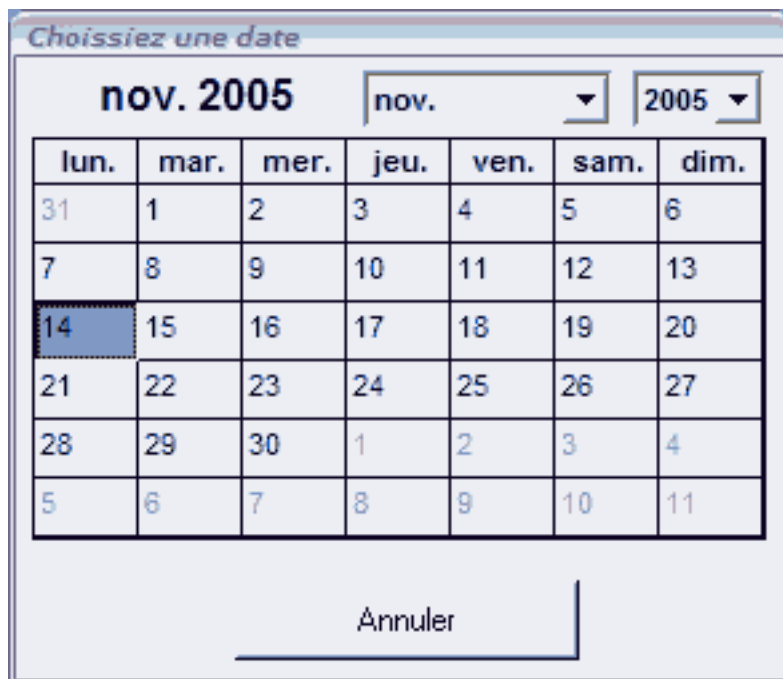 Choissiez une date
nov. 2005 nov. 2005
lun. mar. mer. jeu. ven. sam. dim.
31 1 2 3 4 5 6
7 8 9 10 11 12 13
14 15 16 17 18 19 20
21 22 23 24 25 26 27
28 29 30 1 2 3 4
5 6 7 8 9 10 11
Annuler